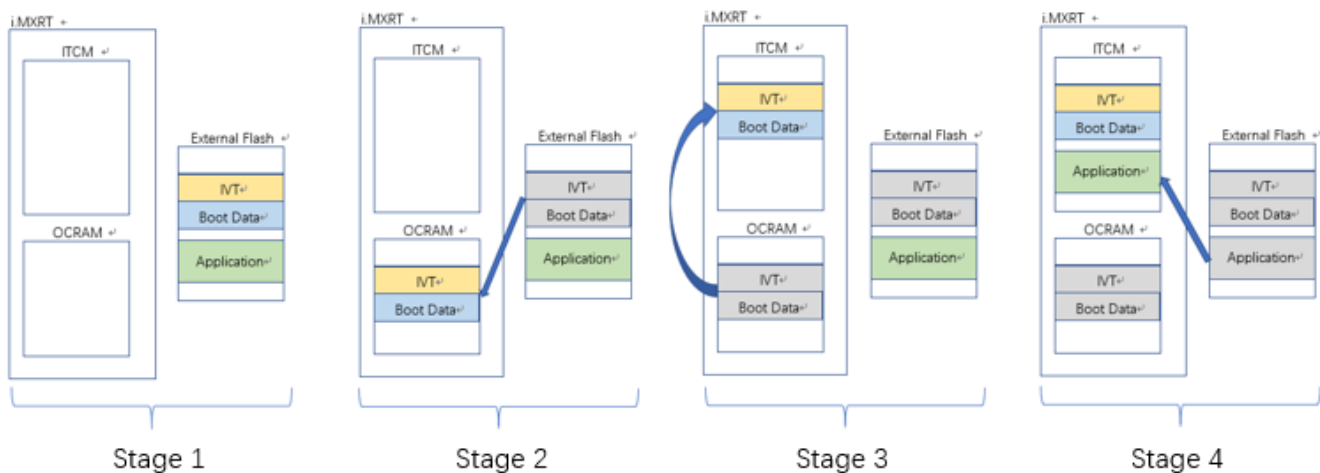 i.MXRT ↵
ITCM ↵
External Flash ↵
IVT↵
Boot Data↵
Application↵
OCRAM ↵
Stage 1
i.MXRT ↵
ITCM ↵
External Flash ↵
IVT↵
Boot Data↵
Application↵
OCRAM ↵
IVT↵
Boot Data↵
Stage 2
i.MXRT ↵
ITCM ↵
IVT↵
Boot Data↵
External Flash ↵
IVT↵
Boot Data↵
Application↵
OCRAM ↵
IVT↵
Boot Data↵
Stage 3
i.MXRT ↵
ITCM ↵
IVT↵
Boot Data↵
Application↵
External Flash ↵
IVT↵
Boot Data↵
Application↵
OCRAM ↵
IVT↵
Boot Data↵
Stage 4